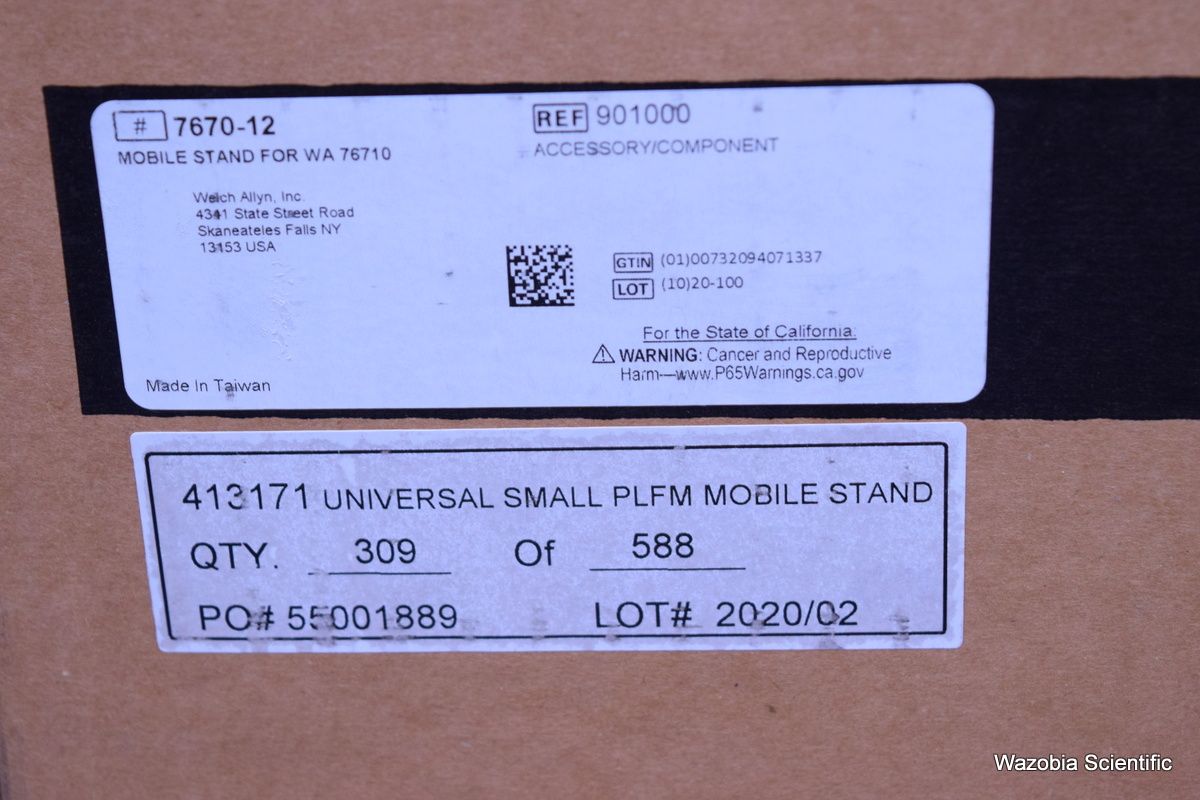 # 7670-12
MOBILE STAND FOR WA 76710
REF 901000
ACCESSORY/COMPONENT
Welch Allyn, Inc.
4341 State Street Road
Skaneateles Falls NY
13153 USA
GTIN (01)00732094071337
LOT (10)20-100
For the State of California:
WARNING: Cancer and Reproductive
Harm—www.P65Warnings.ca.gov
Made In Taiwan
413171 UNIVERSAL SMALL PLFM MOBILE STAND
QTY. 309 Of 588
PO# 55001889 LOT# 2020/02
Wazobia Scientific